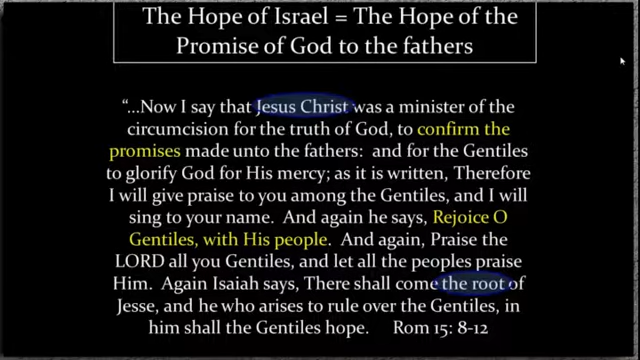 The Hope of Israel = The Hope of the
Promise of God to the fathers
“...Now I say that Jesus Christ was a minister of the
circumcision for the truth of God, to confirm the
promises made unto the fathers: and for the Gentiles
to glorify God for His mercy; as it is written, Therefore
I will give praise to you among the Gentiles, and I will
sing to your name. And again he says, Rejoice O
Gentiles, with His people. And again, Praise the
LORD all you Gentiles, and let all the peoples praise
Him. Again Isaiah says, There shall come the root of
Jesse, and he who arises to rule over the Gentiles, in
him shall the Gentiles hope. Rom 15: 8-12